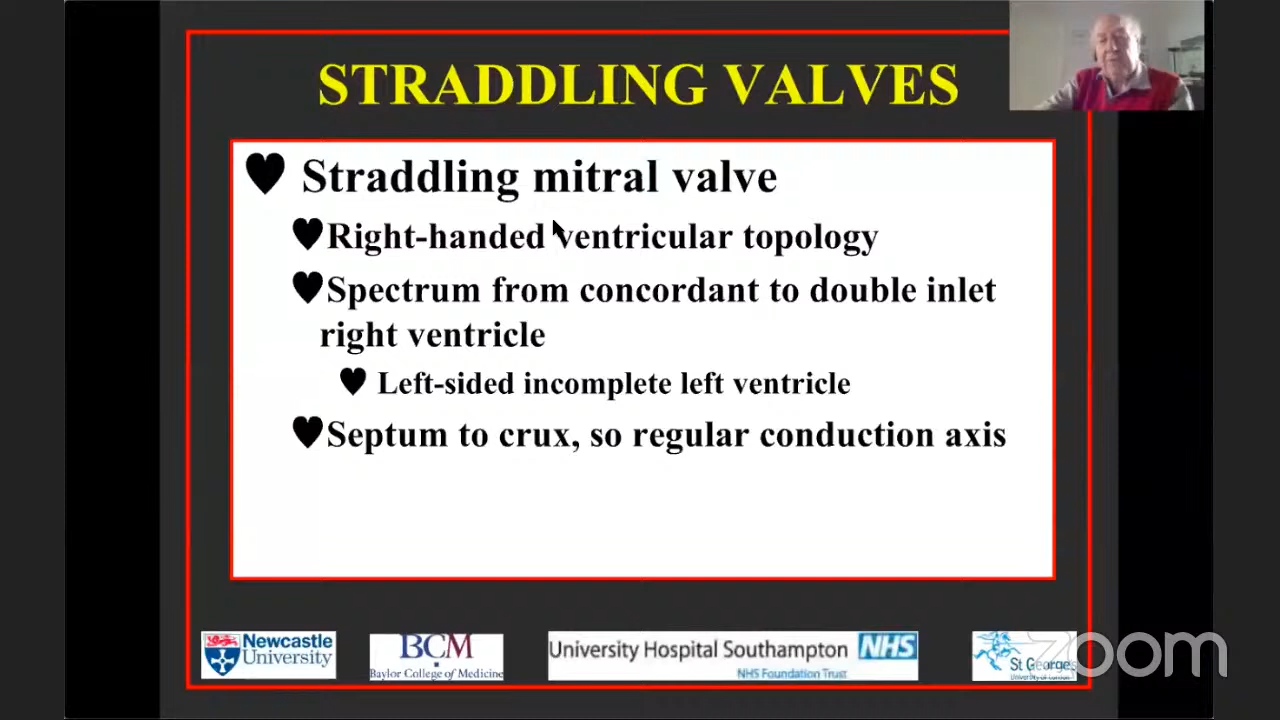 STRADDLING VALVES
Straddling mitral valve
Right-handed ventricular topology
Spectrum from concordant to double inlet
right ventricle
Left-sided incomplete left ventricle
Septum to crux, so regular conduction axis
Newcastle
University
BCM
Baylor College of Medicine
University Hospital Southampton
NHS
NHS Foundation Trust
St George's
University of London
zoom